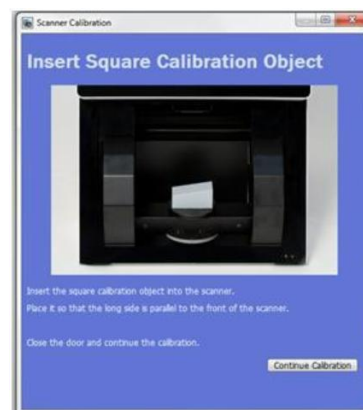 Scanner Calibration
Insert Square Calibration Object
Insert the square calibration object into the scanner.
Place it so that the long side is parallel to the front of the scanner.
Close the door and continue the calibration.
Continue Calibration